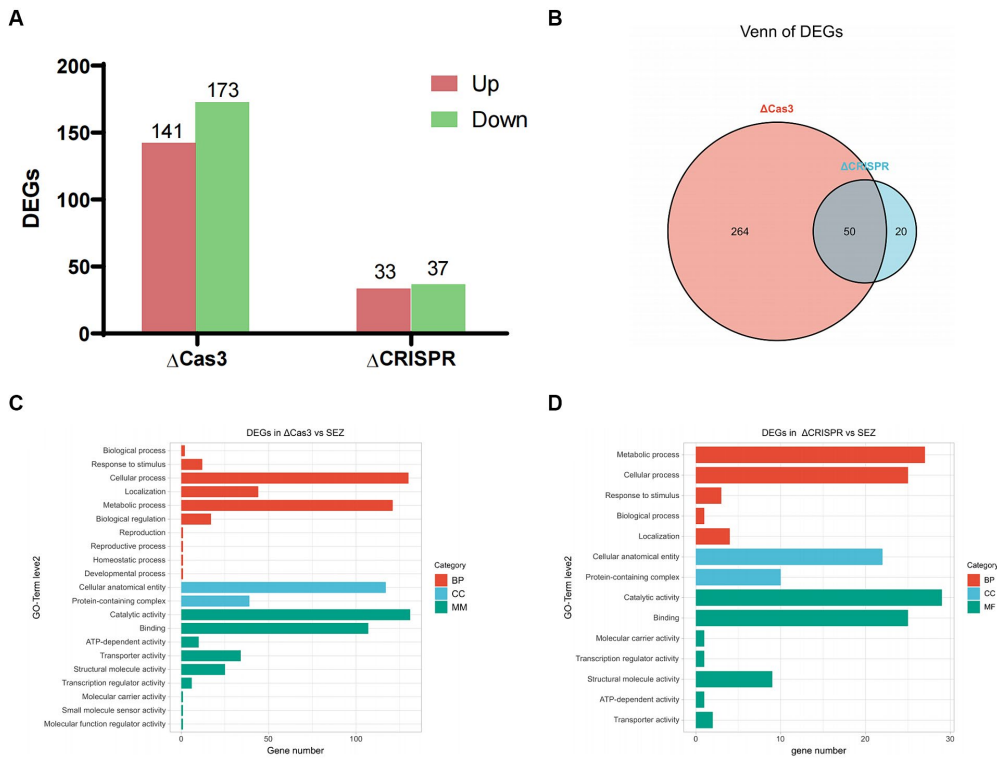 A
200
150
100
50
0
DEGs
141
173
33
37
Up
Down
ΔCas3
ΔCRISPR
B
Venn of DEGs
ΔCas3
ΔCRISPR
264
50
20
C
DEGs in ΔCas3 vs SEZ
GO-Term leve2
Biological process
Response to stimulus
Cellular process
Localization
Metabolic process
Biological regulation
Reproduction
Reproductive process
Homeostatic process
Developmental process
Cellular anatomical entity
Protein-containing complex
Catalytic activity
Binding
ATP-dependent activity
Transporter activity
Structural molecule activity
Transcription regulator activity
Molecular carrier activity
Small molecule sensor activity
Molecular function regulator activity
0 50 100
Gene number
Category
BP
CC
MM
D
DEGs in ΔCRISPR vs SEZ
GO-Term leve2
Metabolic process
Cellular process
Response to stimulus
Biological process
Localization
Cellular anatomical entity
Protein-containing complex
Catalytic activity
Binding
Molecular carrier activity
Transcription regulator activity
Structural molecule activity
ATP-dependent activity
Transporter activity
0 10 20 30
gene number
Category
BP
CC
MF